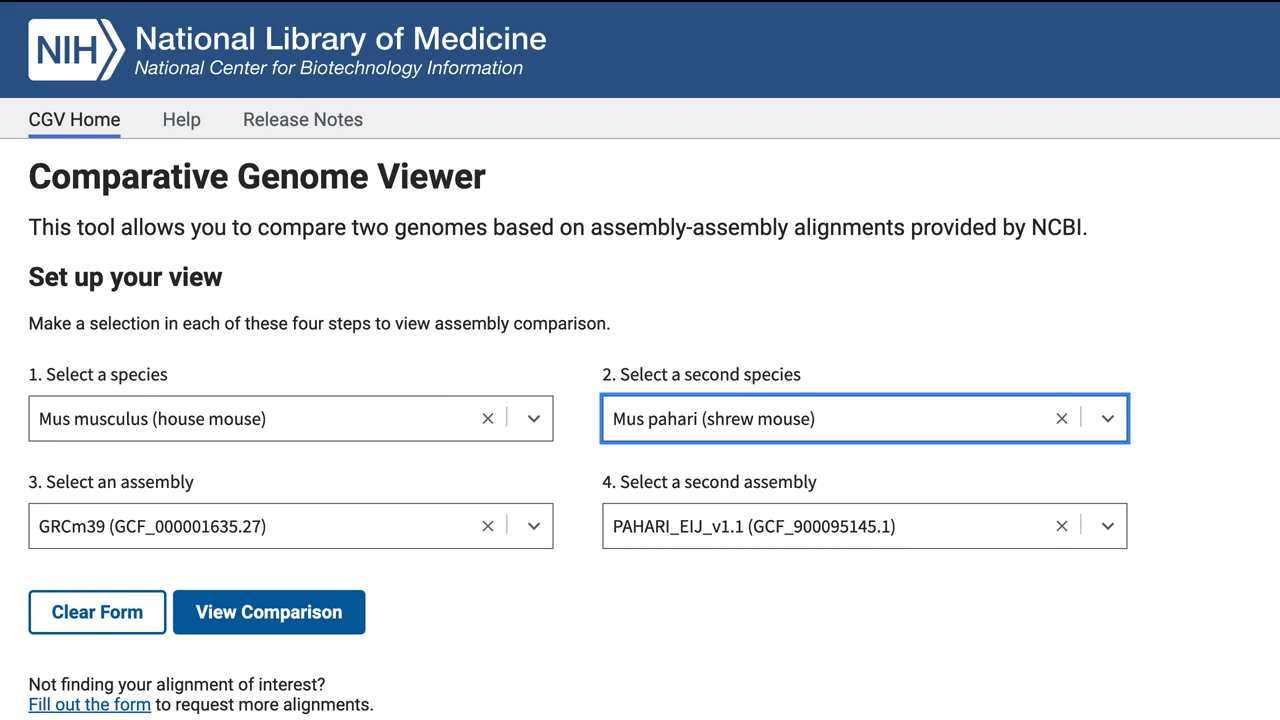 NIH National Library of Medicine
National Center for Biotechnology Information
CGV Home Help Release Notes
Comparative Genome Viewer
This tool allows you to compare two genomes based on assembly-assembly alignments provided by NCBI.
Set up your view
Make a selection in each of these four steps to view assembly comparison.
1. Select a species
Mus musculus (house mouse)
2. Select a second species
Mus pahari (shrew mouse)
3. Select an assembly
GRCm39 (GCF_000001635.27)
4. Select a second assembly
PAHARI_EIJ_v1.1 (GCF_900095145.1)
Clear Form View Comparison
Not finding your alignment of interest?
Fill out the form to request more alignments.